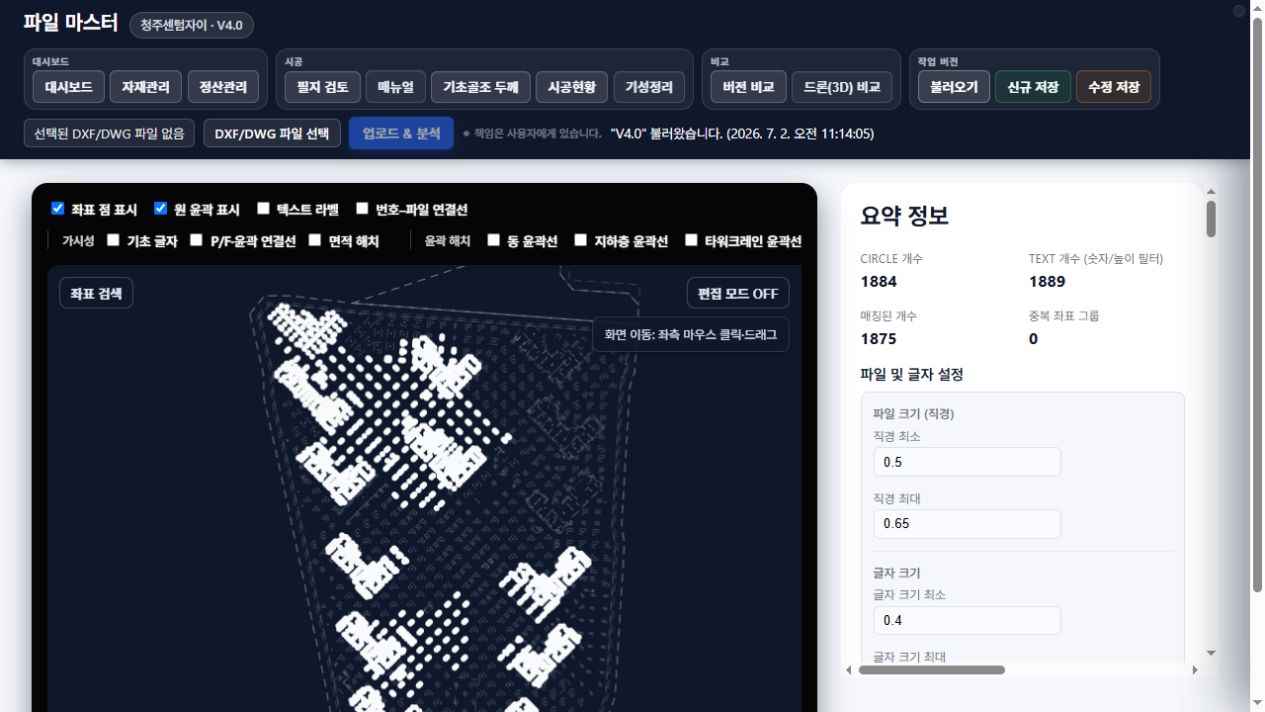 파일 마스터 청주센텀자이 · V4.0
대시보드 시공 비교 작업 버전
대시보드 자재관리 정산관리 필지 검토 매뉴얼 기초골조 두께 시공현황 기성정리 버전 비교 드론(3D) 비교 불러오기 신규 저장 수정 저장
선택된 DXF/DWG 파일 없음 DXF/DWG 파일 선택 업로드 & 분석 ● 책임은 사용자에게 있습니다. "V4.0" 불러왔습니다. (2026. 7. 2. 오전 11:14:05)
좌표 점 표시 원 윤곽 표시 텍스트 라벨 번호–파일 연결선
가시성 기초 글자 P/F-윤곽 연결선 면적 해치 윤곽 해치 동 윤곽선 지하층 윤곽선 타워크레인 윤곽선
좌표 검색 편집 모드 OFF
화면 이동: 좌측 마우스 클릭·드래그
요약 정보
CIRCLE 개수 TEXT 개수 (숫자/높이 필터)
1884 1889
매칭된 개수 중복 좌표 그룹
1875 0
파일 및 글자 설정
파일 크기 (직경)
직경 최소
0.5
직경 최대
0.65
글자 크기
글자 크기 최소
0.4
글자 크기 최대